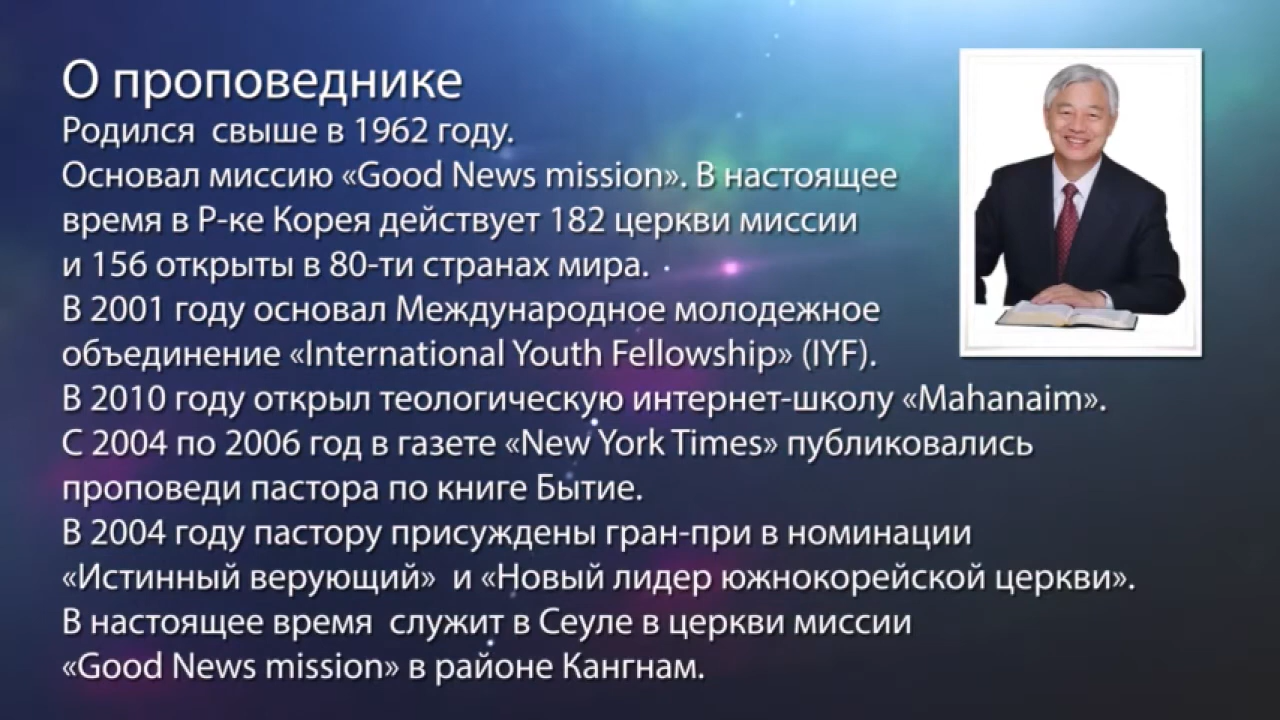 О проповеднике
Родился  свыше в 1962 году.
Основал миссию «Good News mission». В настоящее
время в Р-ке Корея действует 182 церкви миссии
и 156 открыты в 80-ти странах мира.
В 2001 году основал Международное молодежное
объединение «International Youth Fellowship» (IYF).
В 2010 году открыл теологическую интернет-школу «Mahanaim».
С 2004 по 2006 год в газете «New York Times» публиковались
проповеди пастора по книге Бытие.
В 2004 году пастору присуждены гран-при в номинации
«Истинный верующий»  и «Новый лидер южнокорейской церкви».
В настоящее время  служит в Сеуле в церкви миссии
«Good News mission» в районе Кангнам.